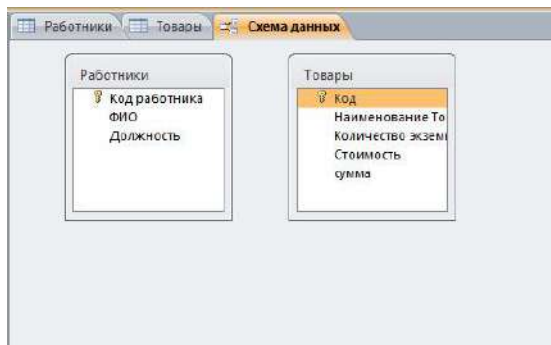 Работники Товары Схема данных
Работники
Код работника
ФИО
Должность
Товары
Код
Наименование То
Количество экзем
Стоимость
сумма